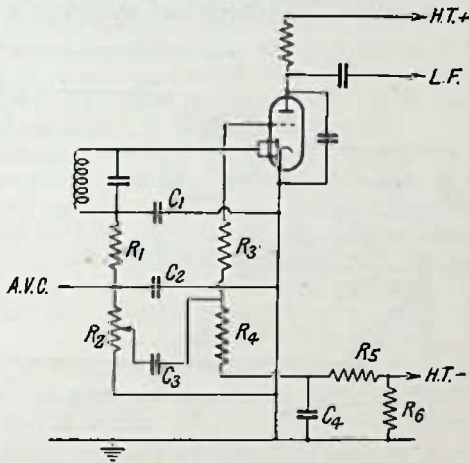 H.T.+
L.F.
C1
R1
R3
A.V.C.
C2
R2
R4
C3
R5
H.T.-
C4
R6